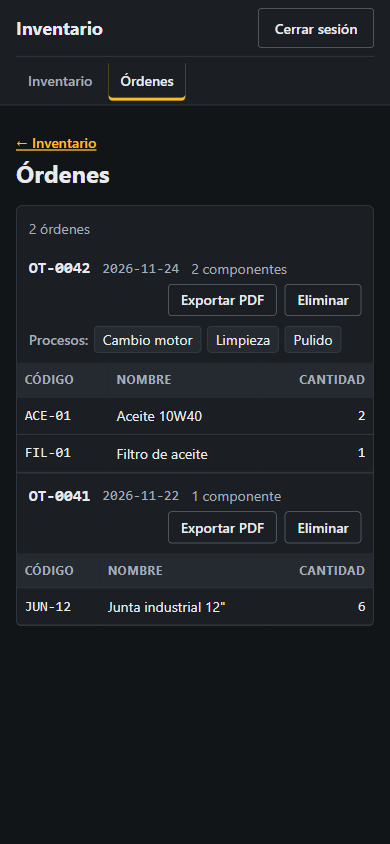 Inventario
Cerrar sesión
Inventario Órdenes
← Inventario
Órdenes
2 órdenes
OT-0042 2026-11-24 2 componentes
Exportar PDF Eliminar
Procesos: Cambio motor Limpieza Pulido
CÓDIGO NOMBRE CANTIDAD
ACE-01 Aceite 10W40 2
FIL-01 Filtro de aceite 1
OT-0041 2026-11-22 1 componente
Exportar PDF Eliminar
CÓDIGO NOMBRE CANTIDAD
JUN-12 Junta industrial 12" 6